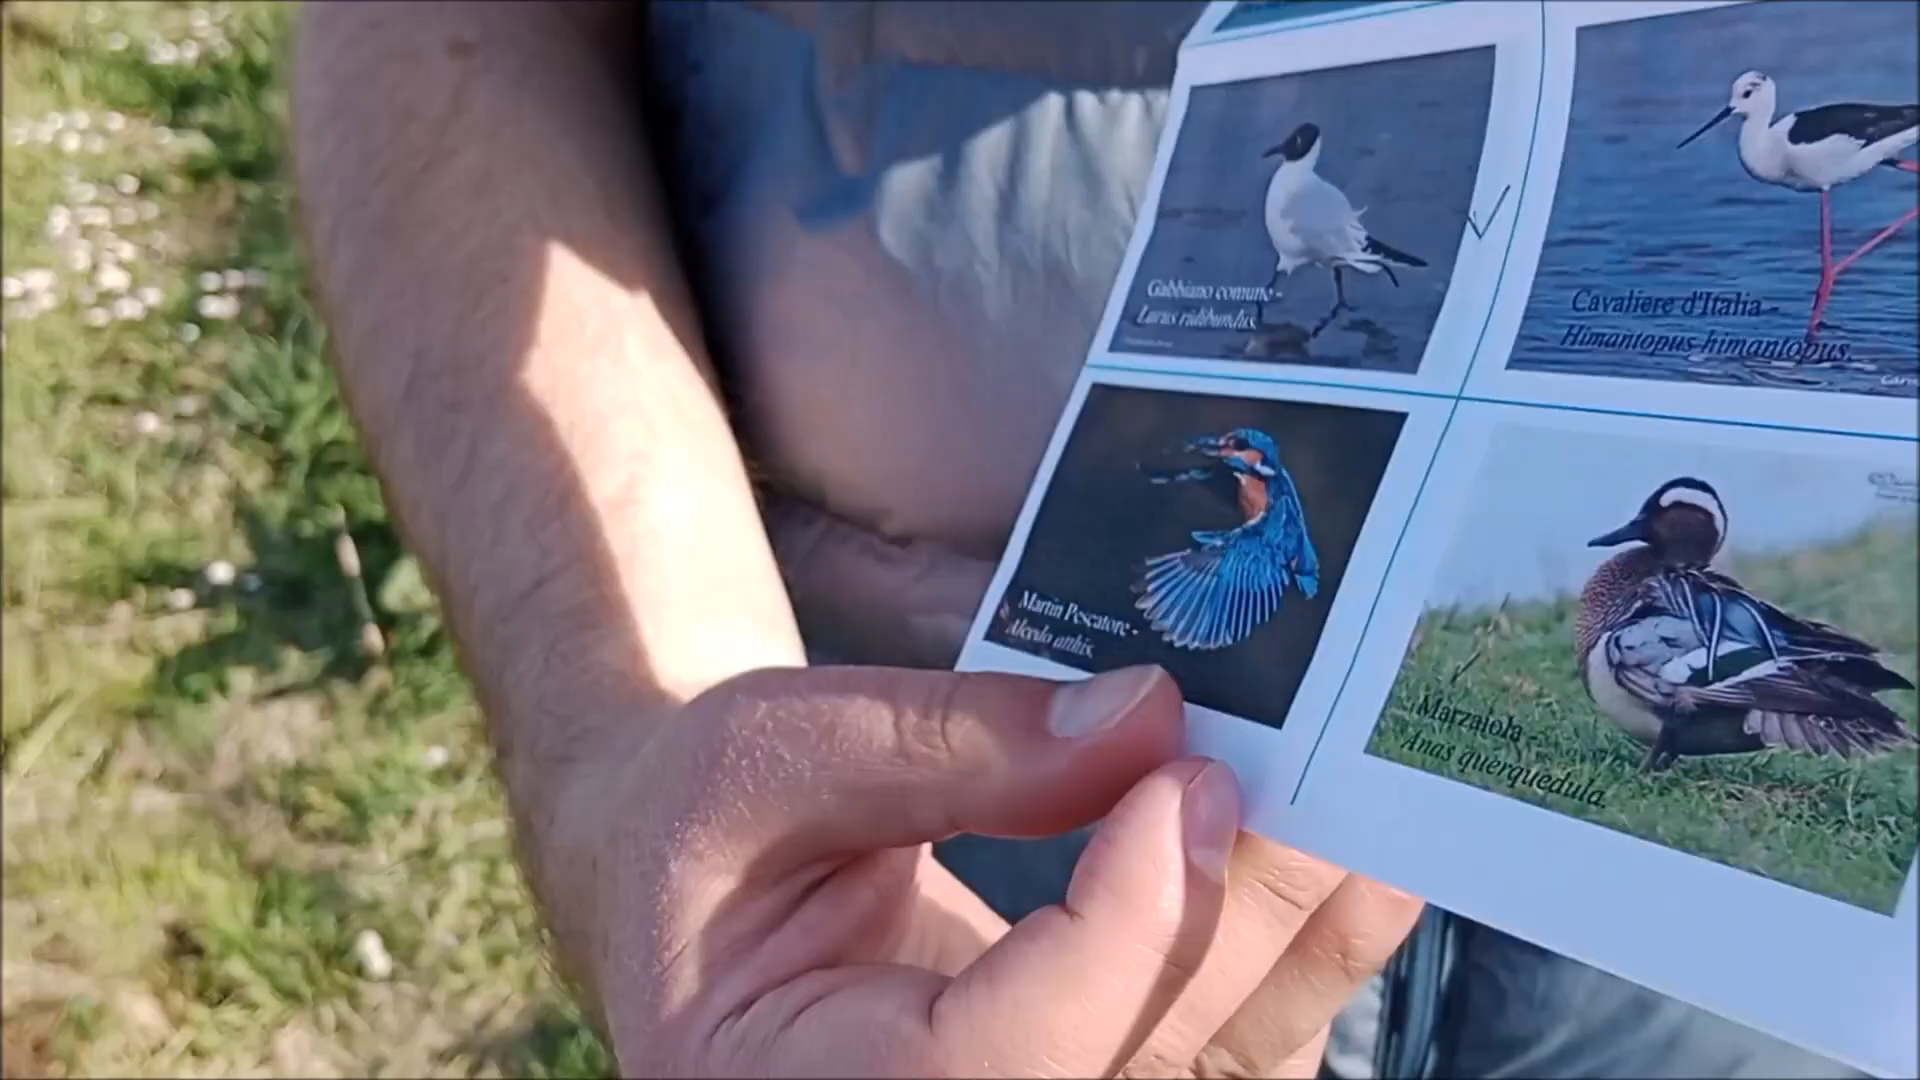 Gabbiano comune -
Larus ridibundus.
Cavaliere d'Italia -
Himantopus himantopus.
Martin Pescatore -
Alcedo atthis.
Marzaiola -
Anas querquedula.